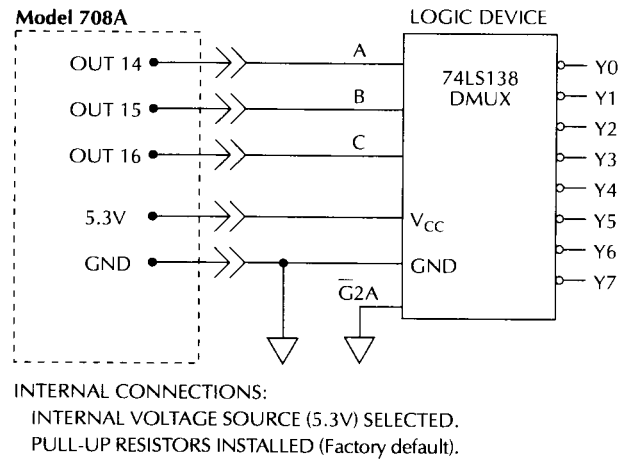 Model 708A
LOGIC DEVICE
OUT 14
A
OUT 15
B
OUT 16
C
5.3V
GND
74LS138
DMUX
V_CC
GND
G̅2A
Y0
Y1
Y2
Y3
Y4
Y5
Y6
Y7
INTERNAL CONNECTIONS:
INTERNAL VOLTAGE SOURCE (5.3V) SELECTED.
PULL-UP RESISTORS INSTALLED (Factory default).